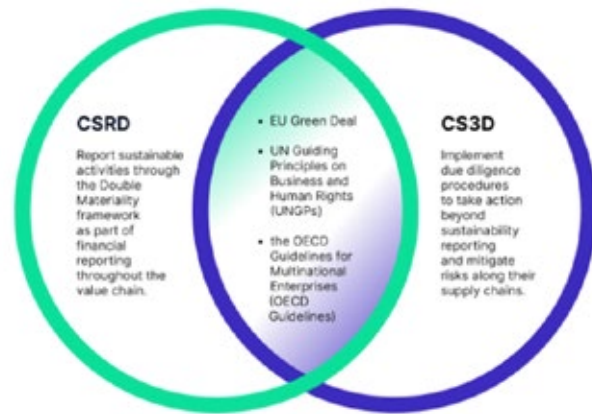 CSRD
Report sustainable
activities through
the Double
Materiality
framework
as part of
financial
reporting
throughout the
value chain.
• EU Green Deal
• UN Guiding
Principles on
Business and
Human Rights
(UNGPs)
• the OECD
Guidelines for
Multinational
Enterprises
(OECD
Guidelines)
CS3D
Implement
due diligence
procedures
to take action
beyond
sustainability
reporting
and mitigate
risks along their
supply chains.